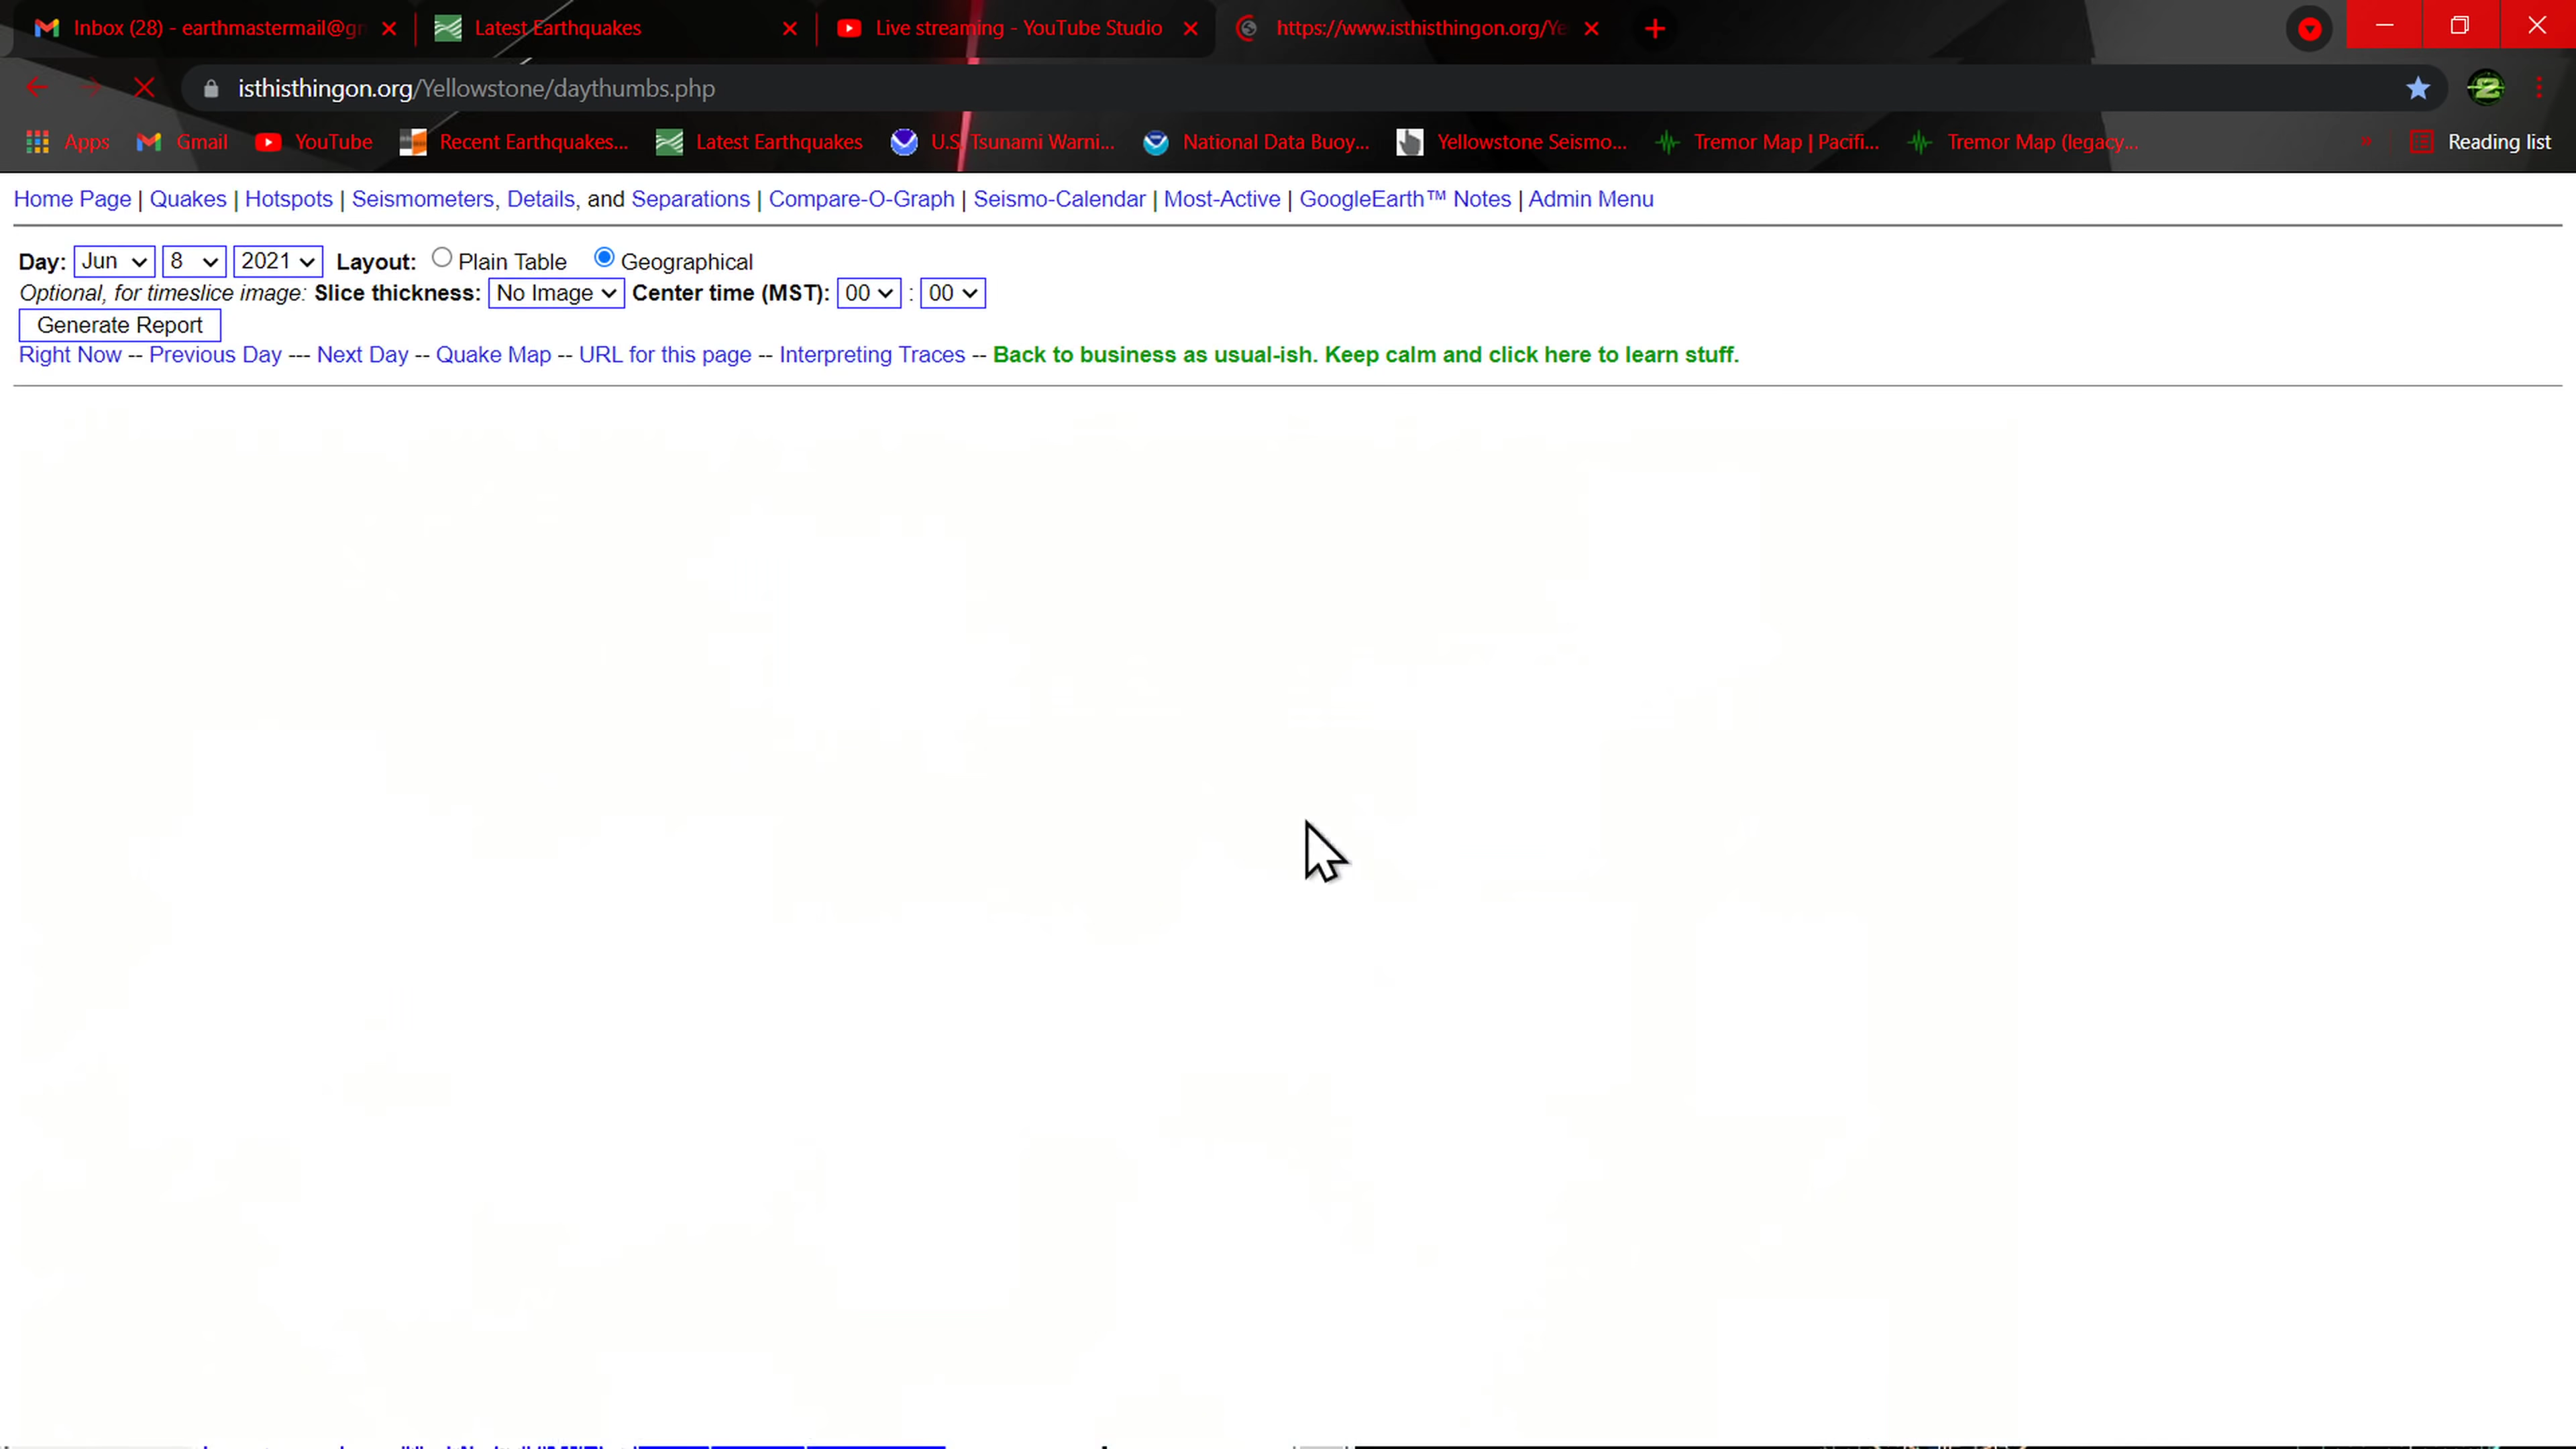 Inbox (28) - earthmastermail@gm Latest Earthquakes Live streaming - YouTube Studio https://www.isthisthingon.org/Ye
isthisthingon.org/Yellowstone/daythumbs.php
Apps Gmail YouTube Recent Earthquakes... Latest Earthquakes U.S. Tsunami Warni... National Data Buoy... Yellowstone Seismo... Tremor Map | Pacifi... Tremor Map (legacy... Reading list
Home Page | Quakes | Hotspots | Seismometers, Details, and Separations | Compare-O-Graph | Seismo-Calendar | Most-Active | GoogleEarth™ Notes | Admin Menu
Day: Jun 8 2021 Layout: Plain Table Geographical
Optional, for timeslice image: Slice thickness: No Image Center time (MST): 00 : 00
Generate Report
Right Now -- Previous Day --- Next Day -- Quake Map -- URL for this page -- Interpreting Traces -- Back to business as usual-ish. Keep calm and click here to learn stuff.